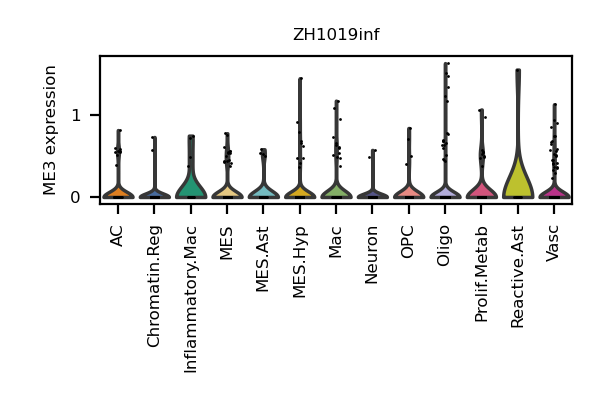 ZH1019inf
ME3 expression
1
0
AC
Chromatin.Reg
Inflammatory.Mac
MES
MES.Ast
MES.Hyp
Mac
Neuron
OPC
Oligo
Prolif.Metab
Reactive.Ast
Vasc